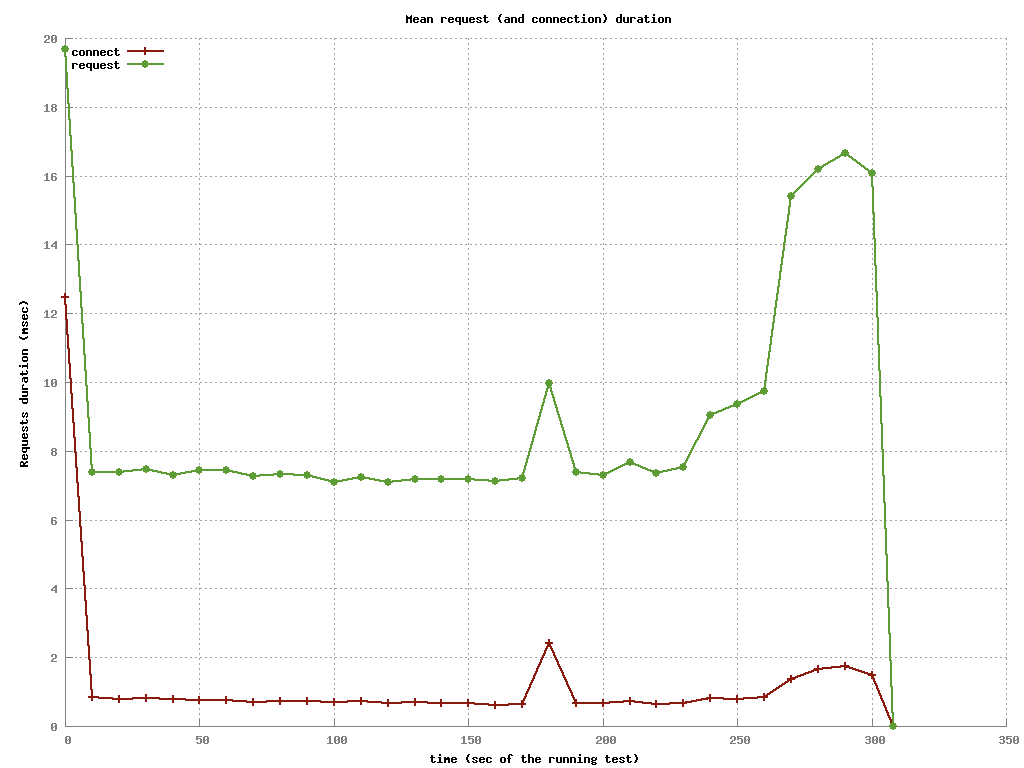 Mean request (and connection) duration
connect
request
Requests duration (msec)
20
18
16
14
12
10
8
6
4
2
0
0 50 100 150 200 250 300 350
time (sec of the running test)